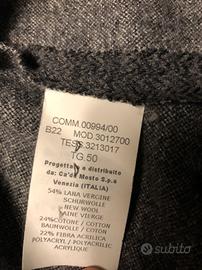 COMM.00994/00
B22 MOD.3012700
TESS.3213017
TG.50
Progettato e distribuito
da: Ca'da Mosto S.p.a
Venezia (ITALIA)
54% LANA VERGINE
SCHURWOLLE
NEW WOOL
LAINE VIERGE
24%COTONE / COTTON
BAUMWOLLE / COTON
22% FIBRA ACRILICA
POLYACRYL / POLYACRYLIC
ACRYLIQUE
subito